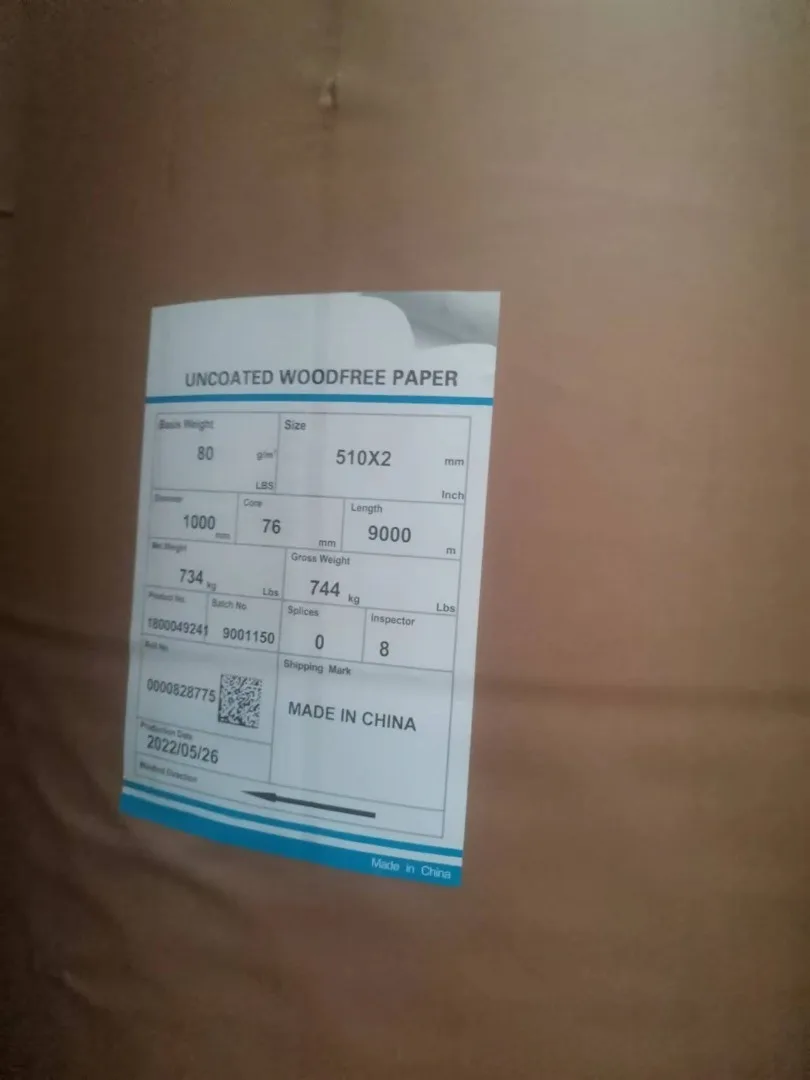 UNCOATED WOODFREE PAPER
Basis Weight
80 g/m²
LBS
Size
510X2 mm
Inch
Diameter
1000 mm
Core
76 mm
Length
9000 m
Net Weight
734 kg
Lbs
Gross Weight
744 kg
Lbs
Product No.
1800049241
Batch No
9001150
Splices
0
Inspector
8
Roll No.
0000828775
Shipping Mark
MADE IN CHINA
Production Date
2022/05/26
Direction
Made in China